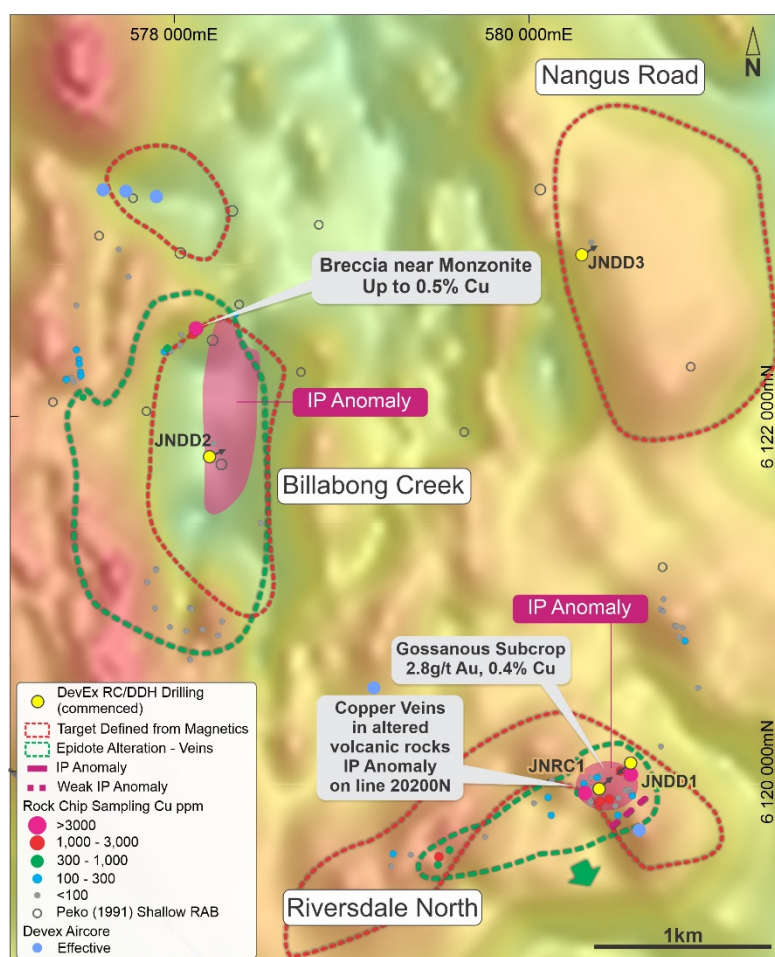 578 000mE
580 000mE
N
Nangus Road
JNDD3
Breccia near Monzonite
Up to 0.5% Cu
IP Anomaly
6 122 000mN
JNDD2
Billabong Creek
IP Anomaly
Gossanous Subcrop
2.8g/t Au, 0.4% Cu
Copper Veins
in altered
volcanic rocks
IP Anomaly
on line 20200N
JNRC1
JNDD1
6 120 000mN
Riversdale North
1km
DevEx RC/DDH Drilling
(commenced)
Target Defined from Magnetics
Epidote Alteration - Veins
IP Anomaly
Weak IP Anomaly
Rock Chip Sampling Cu ppm
>3000
1,000 - 3,000
300 - 1,000
100 - 300
<100
Peko (1991) Shallow RAB
Devex Aircore
Effective